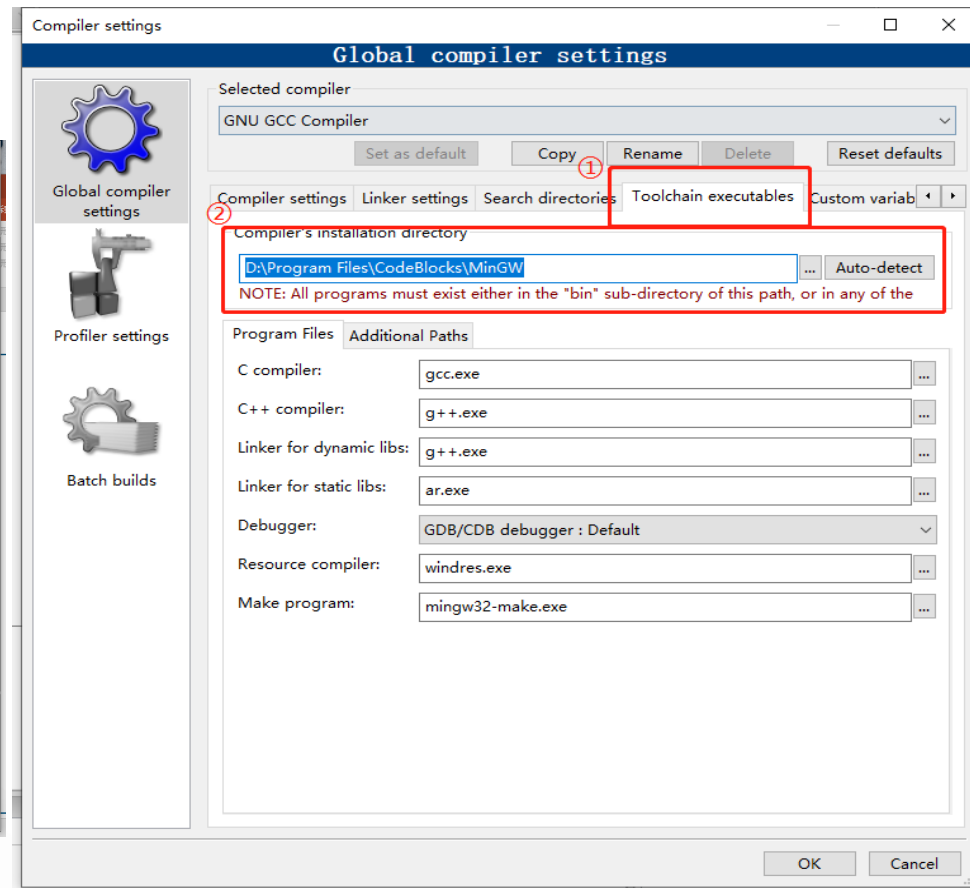 Compiler settings
Global compiler settings
Selected compiler
GNU GCC Compiler
Set as default
Copy
Rename
Delete
Reset defaults
①
Compiler settings
Linker settings
Search directories
Toolchain executables
Custom variab
②
Compiler's installation directory
D:\Program Files\CodeBlocks\MinGW
...
Auto-detect
NOTE: All programs must exist either in the "bin" sub-directory of this path, or in any of the
Program Files
Additional Paths
C compiler:
gcc.exe
...
C++ compiler:
g++.exe
...
Linker for dynamic libs:
g++.exe
...
Linker for static libs:
ar.exe
...
Debugger:
GDB/CDB debugger : Default
Resource compiler:
windres.exe
...
Make program:
mingw32-make.exe
...
Global compiler
settings
Profiler settings
Batch builds
OK
Cancel